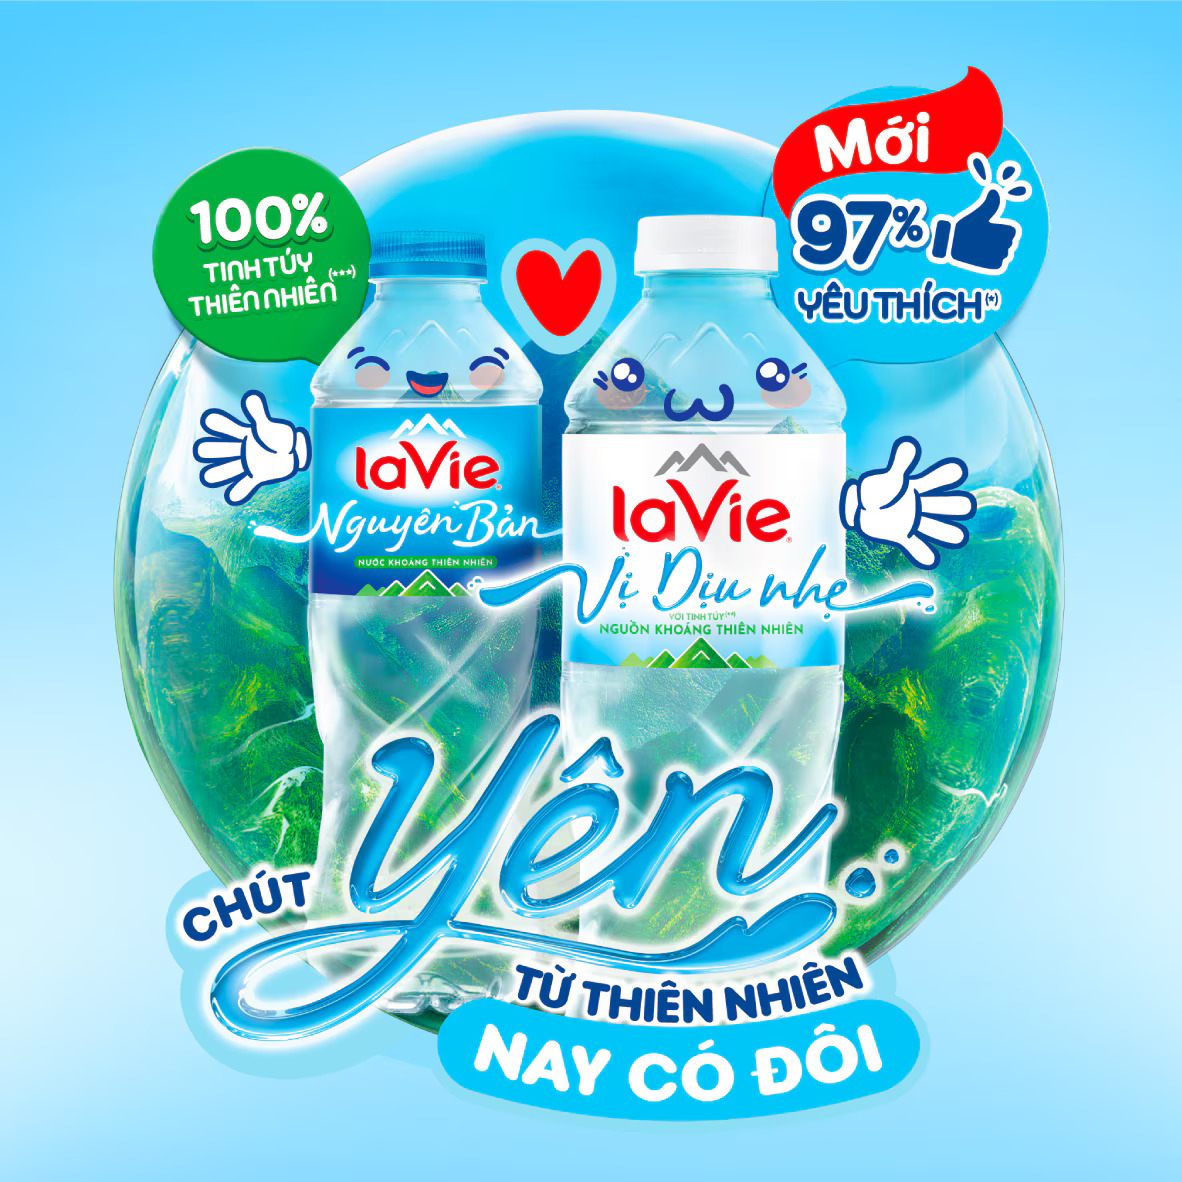 100%
TINH TÚY
THIÊN NHIÊN(***)
Mới
97%
YÊU THÍCH(*)
laVie
Nguyên Bản
NƯỚC KHOÁNG THIÊN NHIÊN
laVie
Vị Dịu nhẹ
VỚI TINH TÚY(**)
NGUỒN KHOÁNG THIÊN NHIÊN
CHÚT
Yên
TỪ THIÊN NHIÊN
NAY CÓ ĐÔI